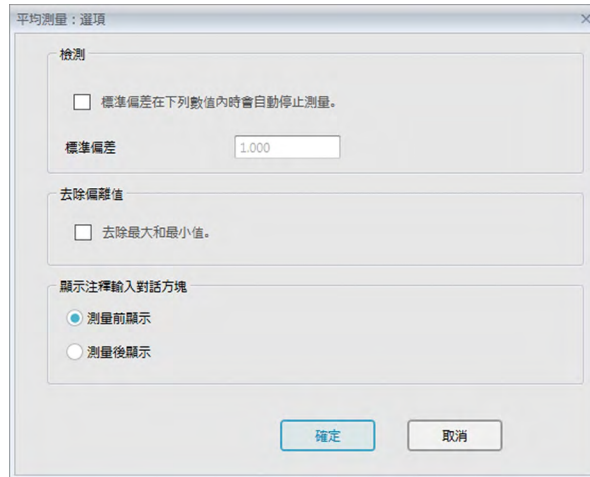 平均測量：選項
檢測
標準偏差在下列數值內時會自動停止測量。
標準偏差 1.000
去除偏離值
去除最大和最小值。
顯示注釋輸入對話方塊
測量前顯示
測量後顯示
確定 取消